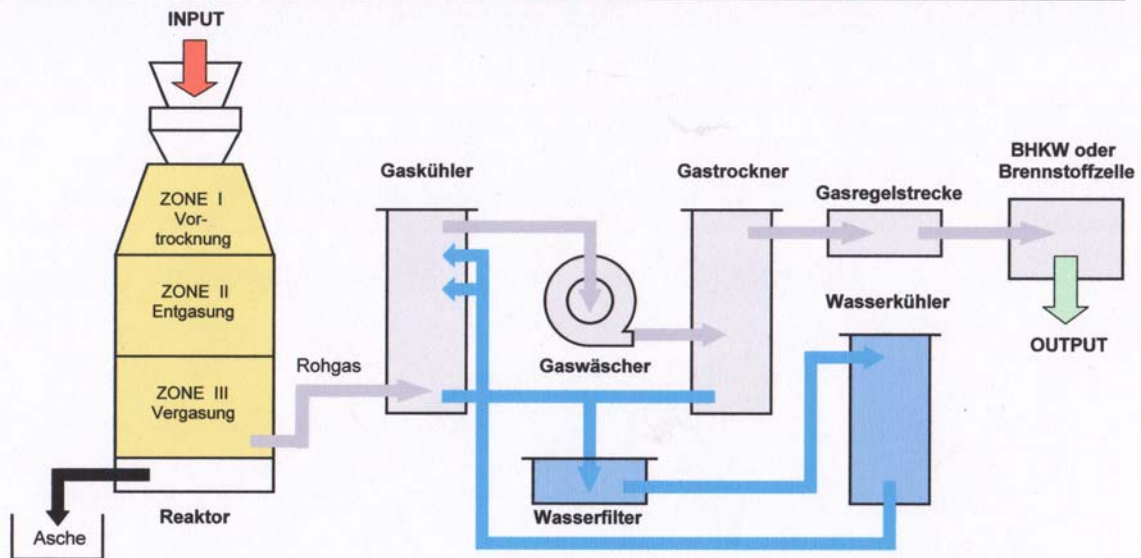 INPUT
ZONE I
Vor-
trocknung
ZONE II
Entgasung
ZONE III
Vergasung
Rohgas
Asche
Reaktor
Gaskühler
Gaswäscher
Wasserfilter
Gastrockner
Gasregelstrecke
Wasserkühler
BHKW oder
Brennstoffzelle
OUTPUT